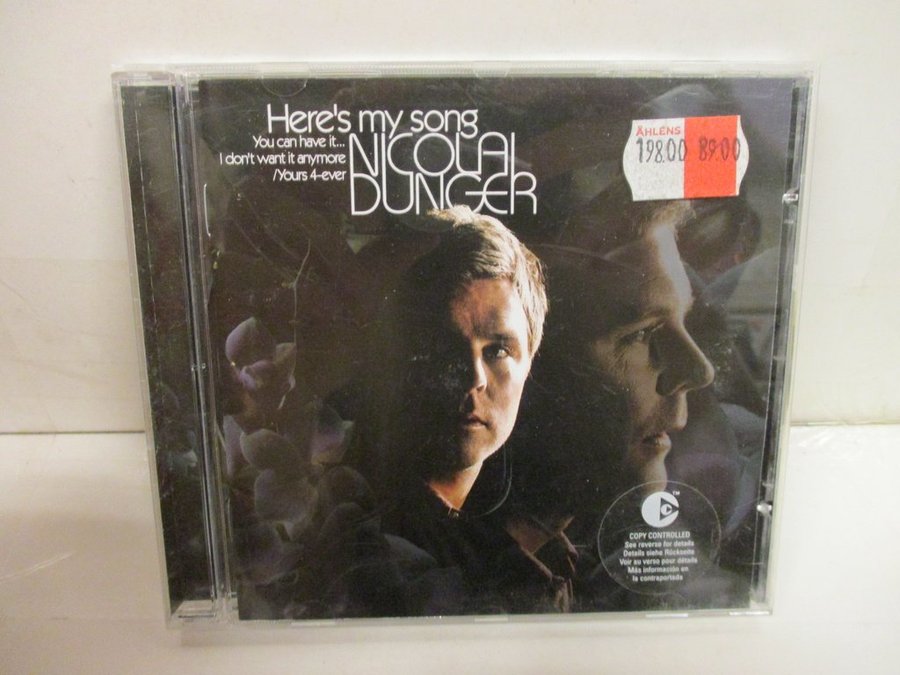 Here's my song
You can have it...
I don't want it anymore
/Yours 4-ever
NICOLAI
DUNGER
ÅHLÉNS
198.00 89.00
TM
COPY CONTROLLED
See reverse for details
Details siehe Rückseite
Voir au verso pour détails
Más información en
la contraportada